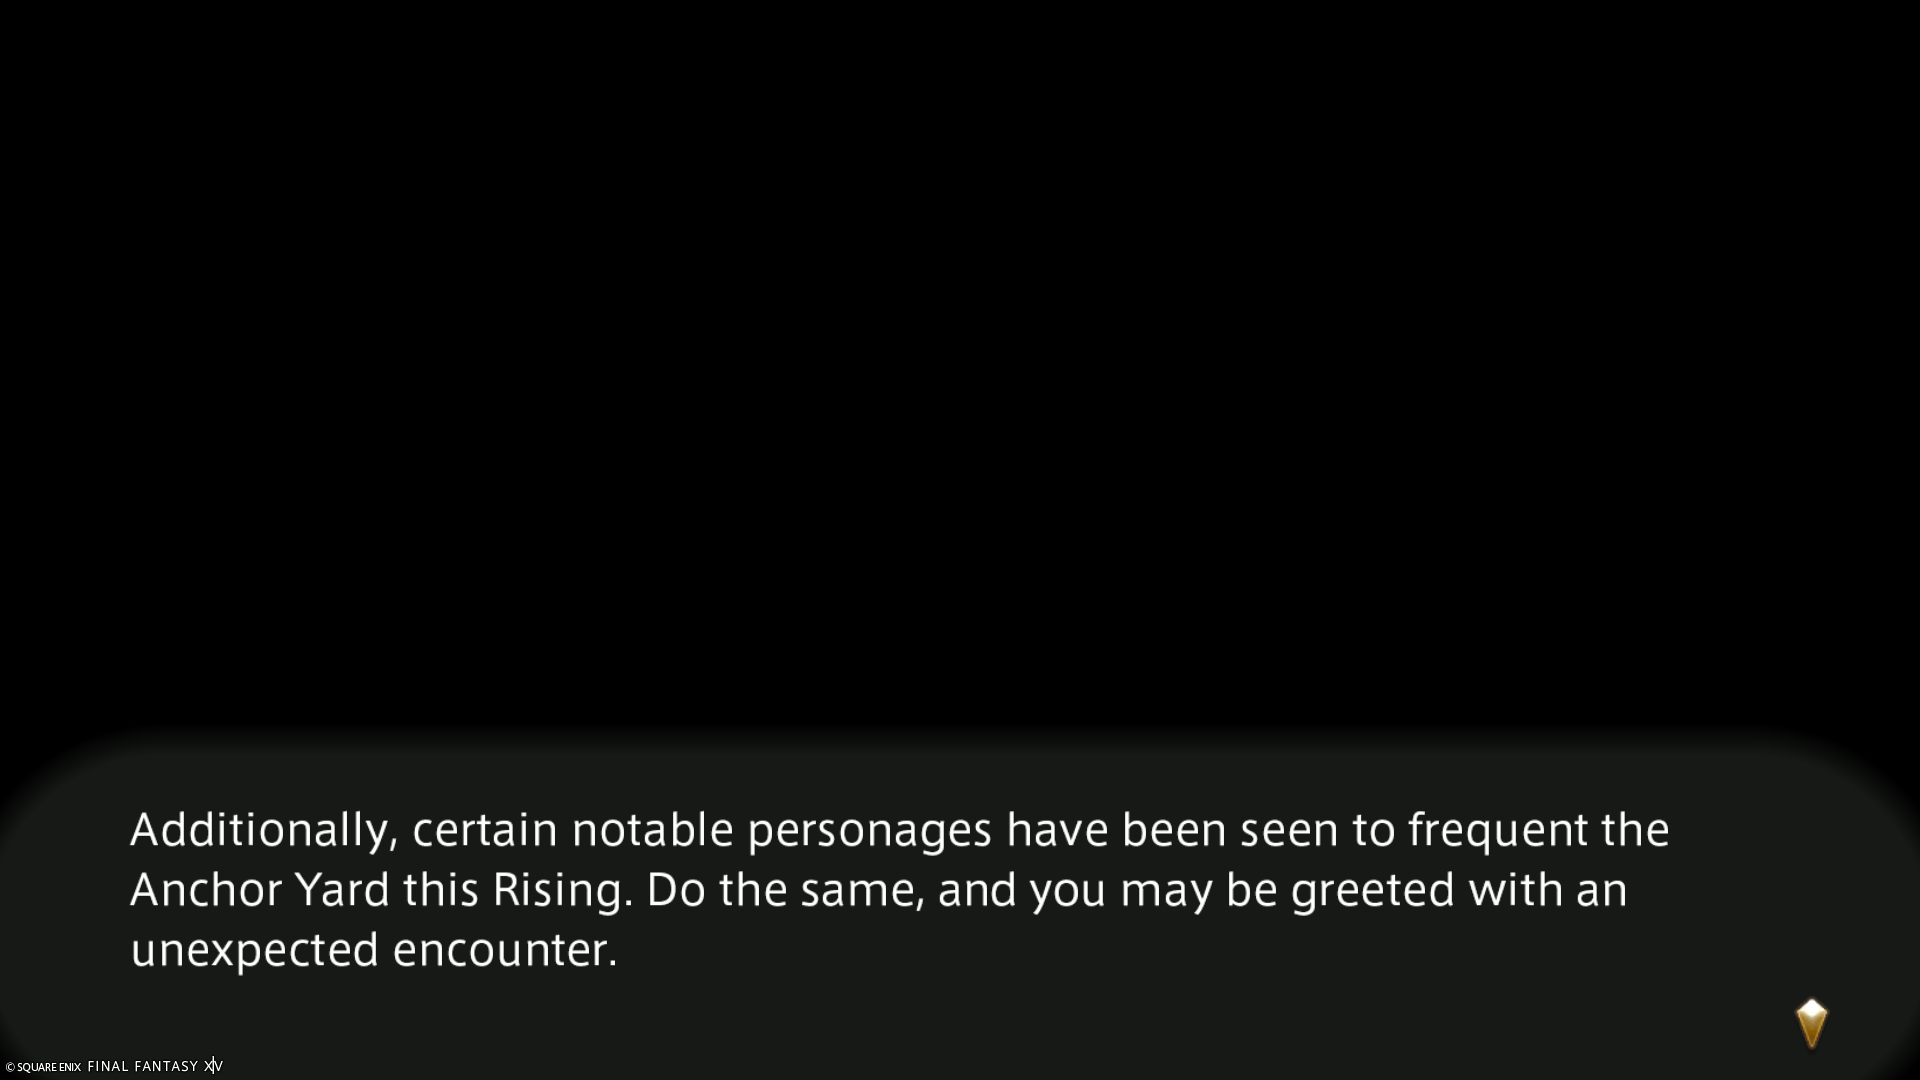 Additionally, certain notable personages have been seen to frequent the
Anchor Yard this Rising. Do the same, and you may be greeted with an
unexpected encounter.
© SQUARE ENIX FINAL FANTASY XIV